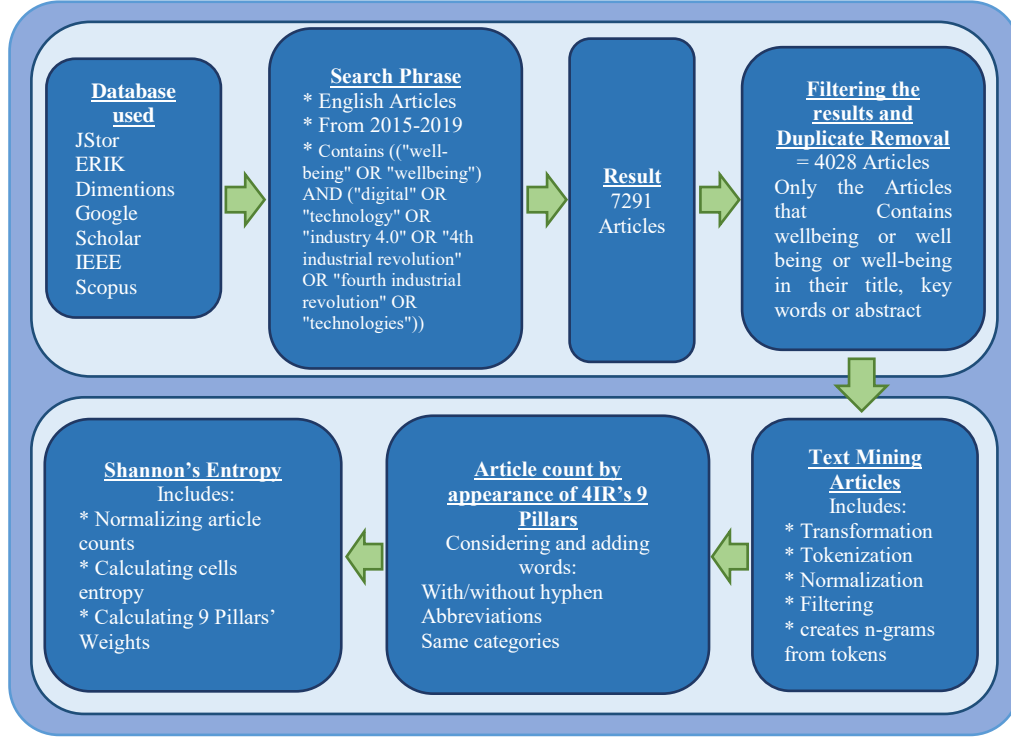 Database
used
JStor
ERIK
Dimentions
Google
Scholar
IEEE
Scopus
Search Phrase
* English Articles
* From 2015-2019
* Contains (("well-
being" OR "wellbeing")
AND ("digital" OR
"technology" OR
"industry 4.0" OR "4th
industrial revolution"
OR "fourth industrial
revolution" OR
"technologies"))
Result
7291
Articles
Filtering the
results and
Duplicate Removal
= 4028 Articles
Only the Articles
that Contains
wellbeing or well
being or well-being
in their title, key
words or abstract
Text Mining
Articles
Includes:
* Transformation
* Tokenization
* Normalization
* Filtering
* creates n-grams
from tokens
Article count by
appearance of 4IR's 9
Pillars
Considering and adding
words:
With/without hyphen
Abbreviations
Same categories
Shannon's Entropy
Includes:
* Normalizing article
counts
* Calculating cells
entropy
* Calculating 9 Pillars'
Weights